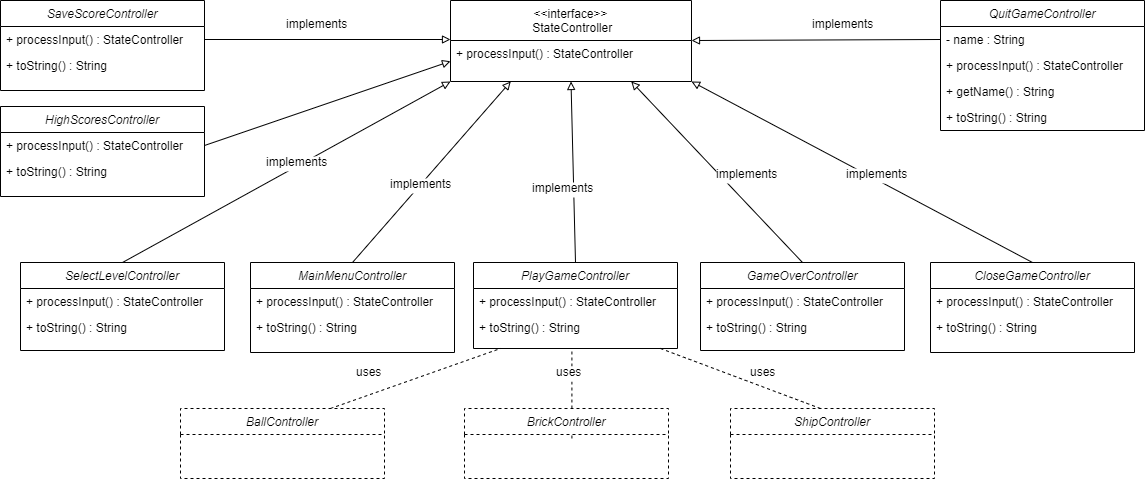 SaveScoreController
+ processInput() : StateController
+ toString() : String
implements
<<interface>>
StateController
+ processInput() : StateController
implements
QuitGameController
- name : String
+ processInput() : StateController
+ getName() : String
+ toString() : String
HighScoresController
+ processInput() : StateController
+ toString() : String
implements
implements
implements
implements
implements
SelectLevelController
+ processInput() : StateController
+ toString() : String
MainMenuController
+ processInput() : StateController
+ toString() : String
PlayGameController
+ processInput() : StateController
+ toString() : String
GameOverController
+ processInput() : StateController
+ toString() : String
CloseGameController
+ processInput() : StateController
+ toString() : String
uses
uses
uses
BallController
BrickController
ShipController